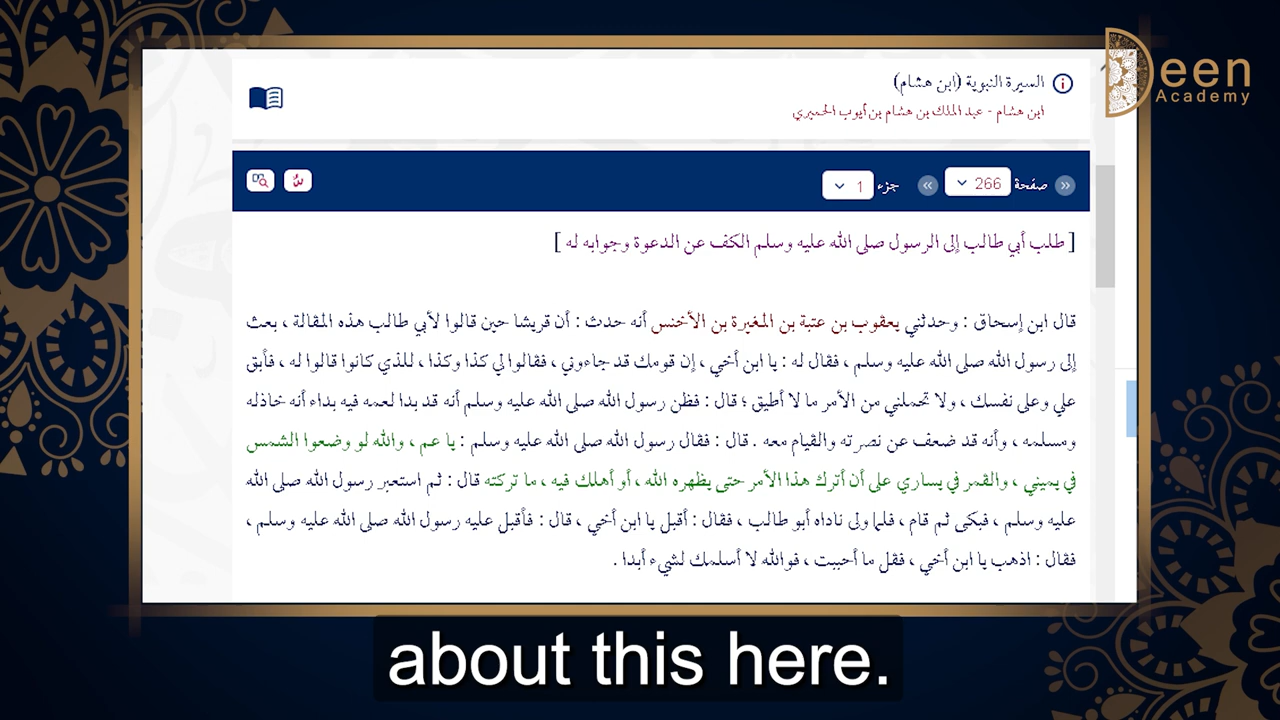 Deen
Academy
السيرة النبوية (ابن هشام)
ابن هشام - عبد الملك بن هشام بن أيوب الحميري
صفحة 266 جزء 1
[ طلب أبي طالب إلى الرسول صلى الله عليه وسلم الكف عن الدعوة وجوابه له ]
قال ابن إسحاق : وحدثني يعقوب بن عتبة بن المغيرة بن الأخنس أنه حدث : أن قريشا حين قالوا لأبي طالب هذه المقالة ، بعث
إلى رسول الله صلى الله عليه وسلم ، فقال له : يا ابن أخي ، إن قومك قد جاءوني ، فقالوا لي كذا وكذا ، للذي كانوا قالوا له ، فأبق
علي وعلى نفسك ، ولا تحملني من الأمر ما لا أطيق ؛ قال : فظن رسول الله صلى الله عليه وسلم أنه قد بدا لعمه فيه بداء أنه خاذله
ومسلمه ، وأنه قد ضعف عن نصرته والقيام معه . قال : فقال رسول الله صلى الله عليه وسلم : يا عم ، والله لو وضعوا الشمس
في يميني ، والقمر في يساري على أن أترك هذا الأمر حتى يظهره الله ، أو أهلك فيه ، ما تركته قال : ثم استعبر رسول الله صلى الله
عليه وسلم ، فبكى ثم قام ، فلما ولى ناداه أبو طالب ، فقال : أقبل يا ابن أخي ، قال : فأقبل عليه رسول الله صلى الله عليه وسلم ،
فقال : اذهب يا ابن أخي ، فقل ما أحببت ، فوالله لا أسلمك لشيء أبدا .
about this here.